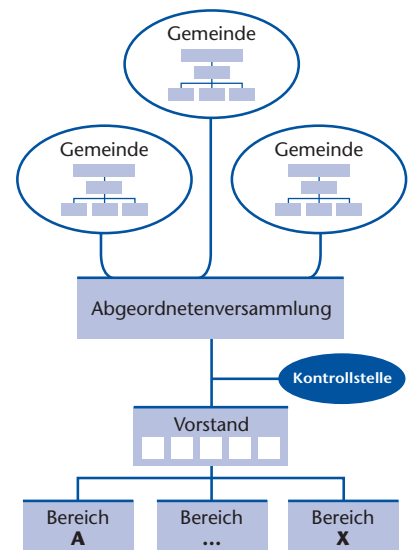 Gemeinde
Gemeinde
Gemeinde
Abgeordnetenversammlung
Kontrollstelle
Vorstand
Bereich
A
Bereich
...
Bereich
X